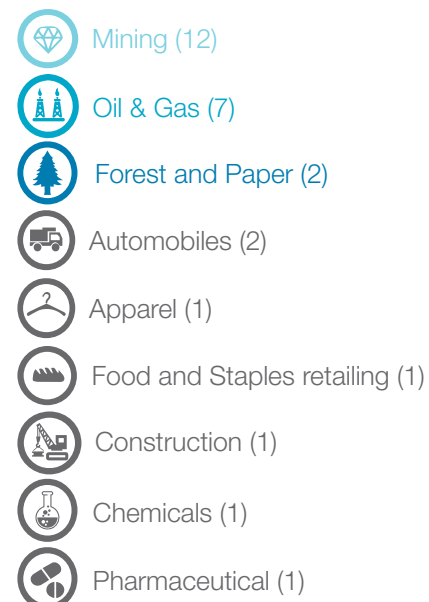 Mining (12)
Oil & Gas (7)
Forest and Paper (2)
Automobiles (2)
Apparel (1)
Food and Staples retailing (1)
Construction (1)
Chemicals (1)
Pharmaceutical (1)